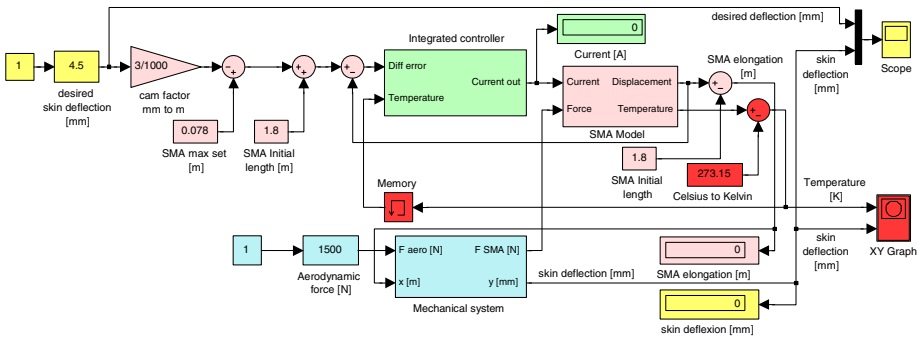 desired deflection [mm]
Integrated controller
0
Current [A]
SMA elongation
[m]
skin
deflection
[mm]
Scope
1
4.5
3/1000
desired
skin deflection
[mm]
cam factor
mm to m
Diff error
Temperature
Current out
Current
Force
Displacement
Temperature
SMA Model
0.078
SMA max set
[m]
1.8
SMA Initial
length [m]
1.8
SMA Initial
length
273.15
Celsius to Kelvin
Memory
Temperature
[K]
XY Graph
skin
deflection
[mm]
1
1500
Aerodynamic
force [N]
F aero [N]
x [m]
F SMA [N]
y [mm]
Mechanical system
skin deflection [mm]
0
SMA elongation [m]
0
skin deflexion [mm]